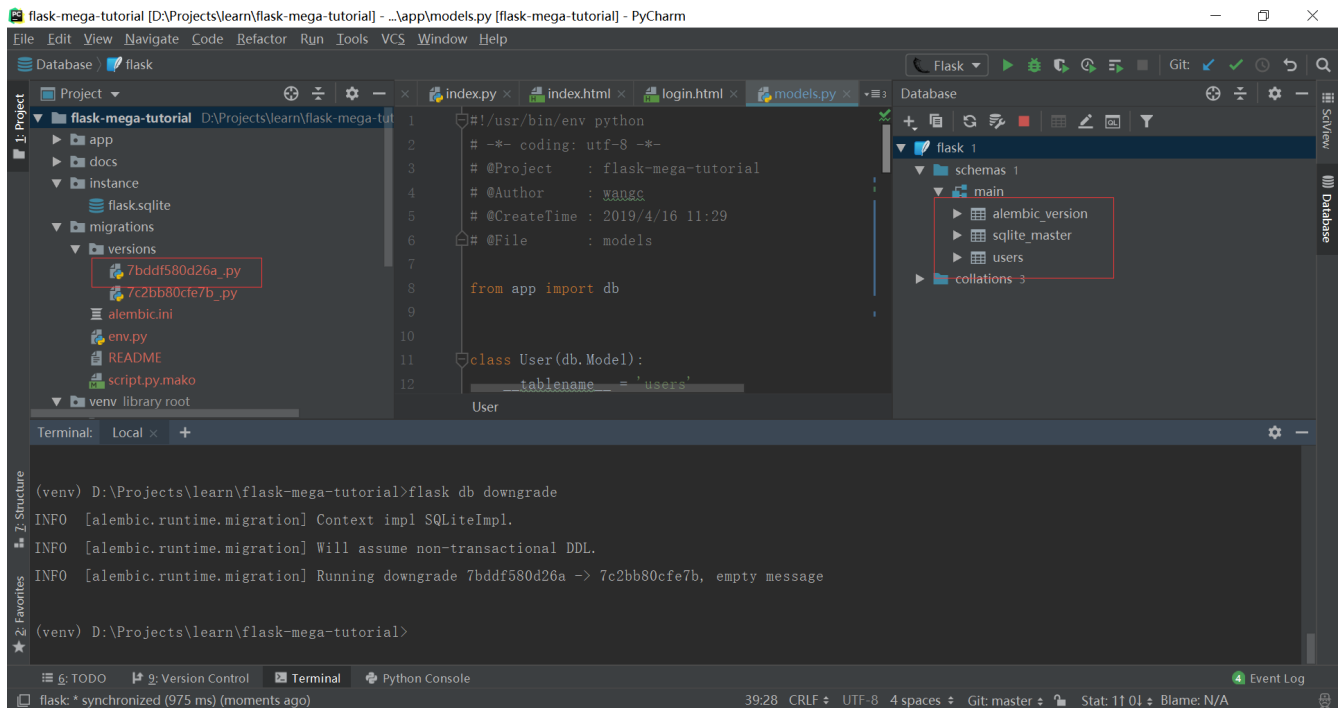 flask-mega-tutorial [D:\Projects\learn\flask-mega-tutorial] - ...\app\models.py [flask-mega-tutorial] - PyCharm
File Edit View Navigate Code Refactor Run Tools VCS Window Help
Database flask
Flask
Git:
1: Project
Project
flask-mega-tutorial D:\Projects\learn\flask-mega-tut
app
docs
instance
flask.sqlite
migrations
versions
7bddf580d26a_.py
7c2bb80cfe7b_.py
alembic.ini
env.py
README
script.py.mako
venv library root
index.py
index.html
login.html
models.py
3
1 #!/usr/bin/env python
2 # -*- coding: utf-8 -*-
3 # @Project : flask-mega-tutorial
4 # @Author : wangc
5 # @CreateTime : 2019/4/16 11:29
6 # @File : models
7
8 from app import db
9
10
11 class User(db.Model):
12 __tablename__ = 'users'
User
Database
QL
flask 1
schemas 1
main
alembic_version
sqlite_master
users
collations 3
SciView
Database
Terminal: Local +
(venv) D:\Projects\learn\flask-mega-tutorial>flask db downgrade
INFO [alembic.runtime.migration] Context impl SQLiteImpl.
INFO [alembic.runtime.migration] Will assume non-transactional DDL.
INFO [alembic.runtime.migration] Running downgrade 7bddf580d26a -> 7c2bb80cfe7b, empty message
(venv) D:\Projects\learn\flask-mega-tutorial>
7: Structure
2: Favorites
6: TODO
9: Version Control
Terminal
Python Console
4 Event Log
flask: * synchronized (975 ms) (moments ago)
39:28 CRLF UTF-8 4 spaces Git: master Stat: 1↑ 0↓ Blame: N/A